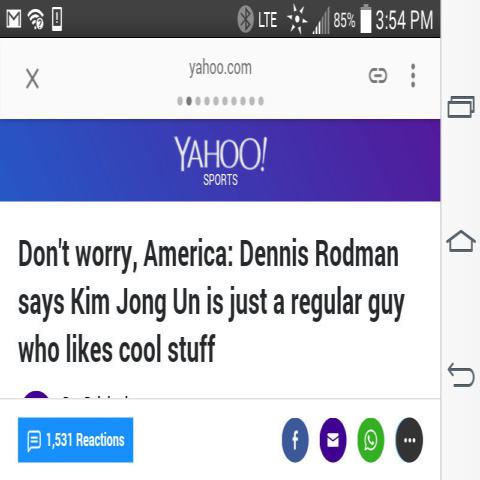 LTE 85% 3:54 PM
yahoo.com
YAHOO!
SPORTS
Don't worry, America: Dennis Rodman
says Kim Jong Un is just a regular guy
who likes cool stuff
1,531 Reactions